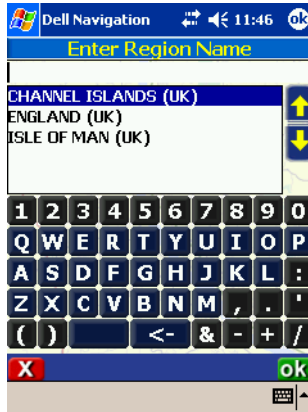 Dell Navigation 11:46 ok
Enter Region Name
CHANNEL ISLANDS (UK)
ENGLAND (UK)
ISLE OF MAN (UK)
1 2 3 4 5 6 7 8 9 0
Q W E R T Y U I O P
A S D F G H J K L :
Z X C V B N M , . "
( ) <- & - + /
X ok